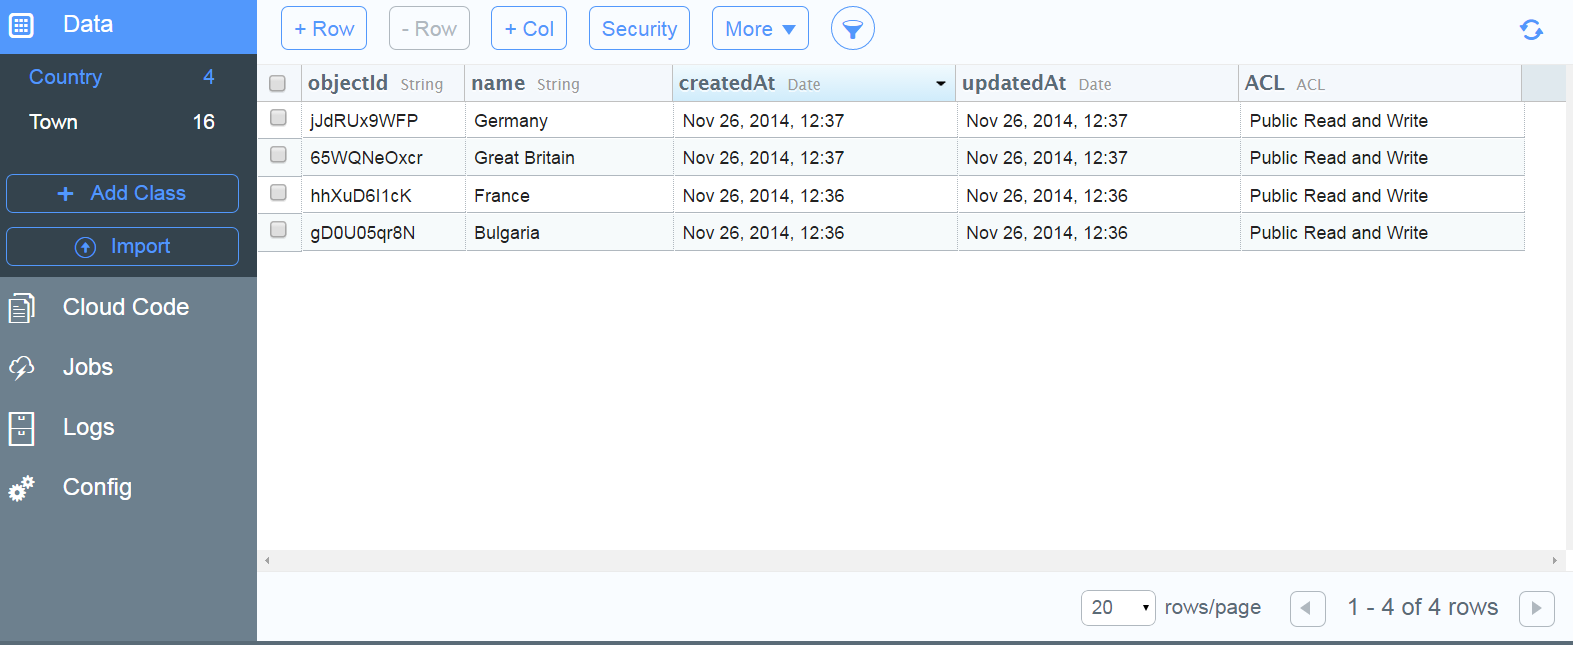 Data
Country 4
Town 16
+ Add Class
Import
Cloud Code
Jobs
Logs
Config
+ Row - Row + Col Security More
objectId String name String createdAt Date updatedAt Date ACL ACL
jJdRUx9WFP Germany Nov 26, 2014, 12:37 Nov 26, 2014, 12:37 Public Read and Write
65WQNeOxcr Great Britain Nov 26, 2014, 12:37 Nov 26, 2014, 12:37 Public Read and Write
hhXuD6I1cK France Nov 26, 2014, 12:36 Nov 26, 2014, 12:36 Public Read and Write
gD0U05qr8N Bulgaria Nov 26, 2014, 12:36 Nov 26, 2014, 12:36 Public Read and Write
20 rows/page 1 - 4 of 4 rows